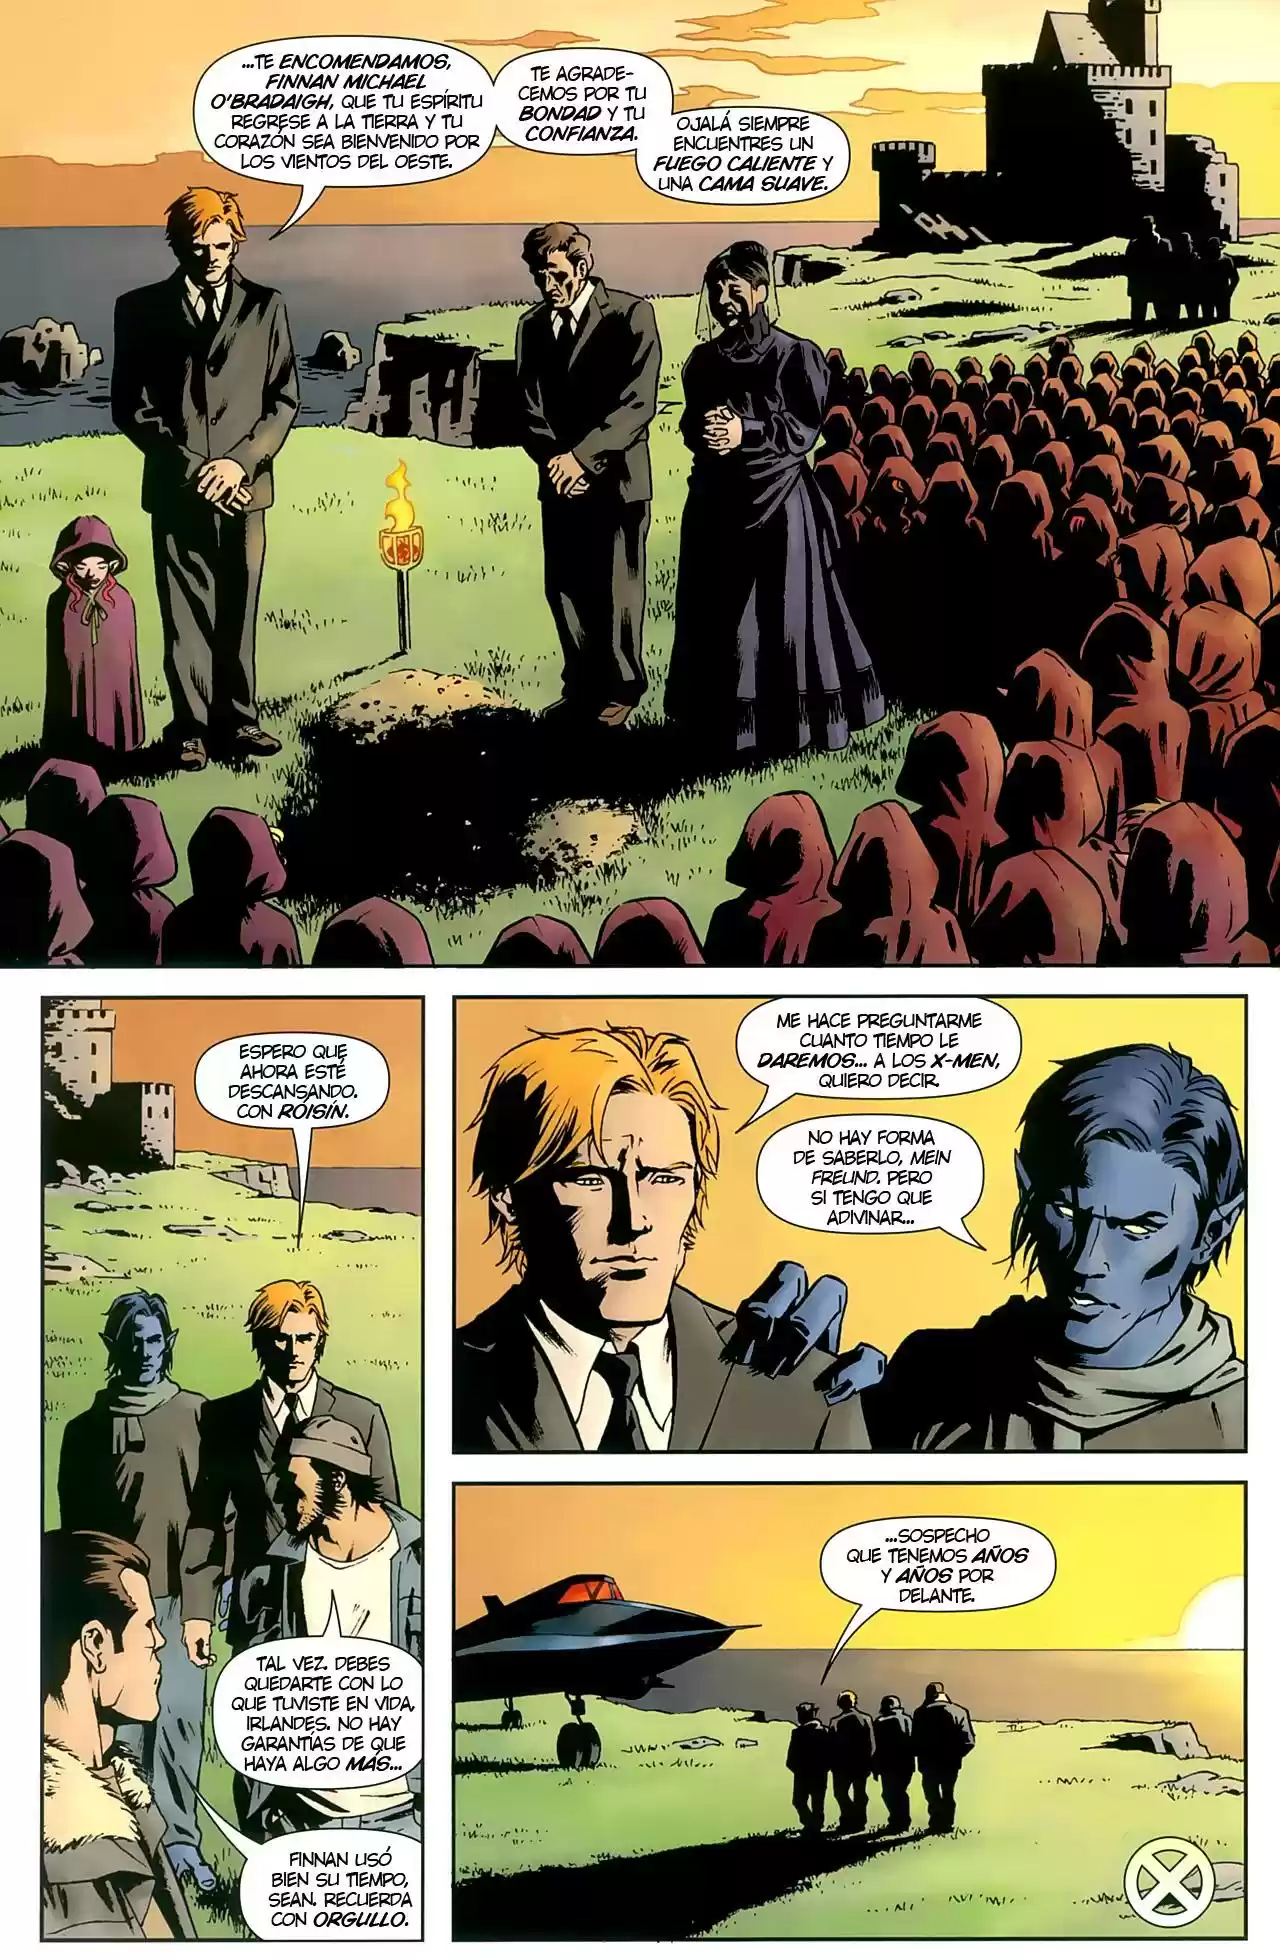 ...TE ENCOMENDAMOS,
FINNAN MICHAEL
O'BRADAIGH, QUE TU ESPÍRITU
REGRESE A LA TIERRA Y TU
CORAZÓN SEA BIENVENIDO POR
LOS VIENTOS DEL OESTE.
TE AGRADE-
CEMOS POR TU
BONDAD Y TU
CONFIANZA.
OJALÁ SIEMPRE
ENCUENTRES UN
FUEGO CALIENTE Y
UNA CAMA SUAVE.
ESPERO QUE
AHORA ESTÉ
DESCANSANDO.
CON ROISIN.
TAL VEZ. DEBES
QUEDARTE CON LO
QUE TUVISTE EN VIDA,
IRLANDÉS. NO HAY
GARANTÍAS DE QUE
HAYA ALGO MÁS...
FINNAN USÓ
BIEN SU TIEMPO,
SEAN. RECUERDA
CON ORGULLO.
ME HACE PREGUNTARME
CUANTO TIEMPO LE
DAREMOS... A LOS X-MEN,
QUIERO DECIR.
NO HAY FORMA
DE SABERLO, MEIN
FREUND. PERO
SI TENGO QUE
ADIVINAR...
...SOSPECHO
QUE TENEMOS AÑOS
Y AÑOS POR
DELANTE.